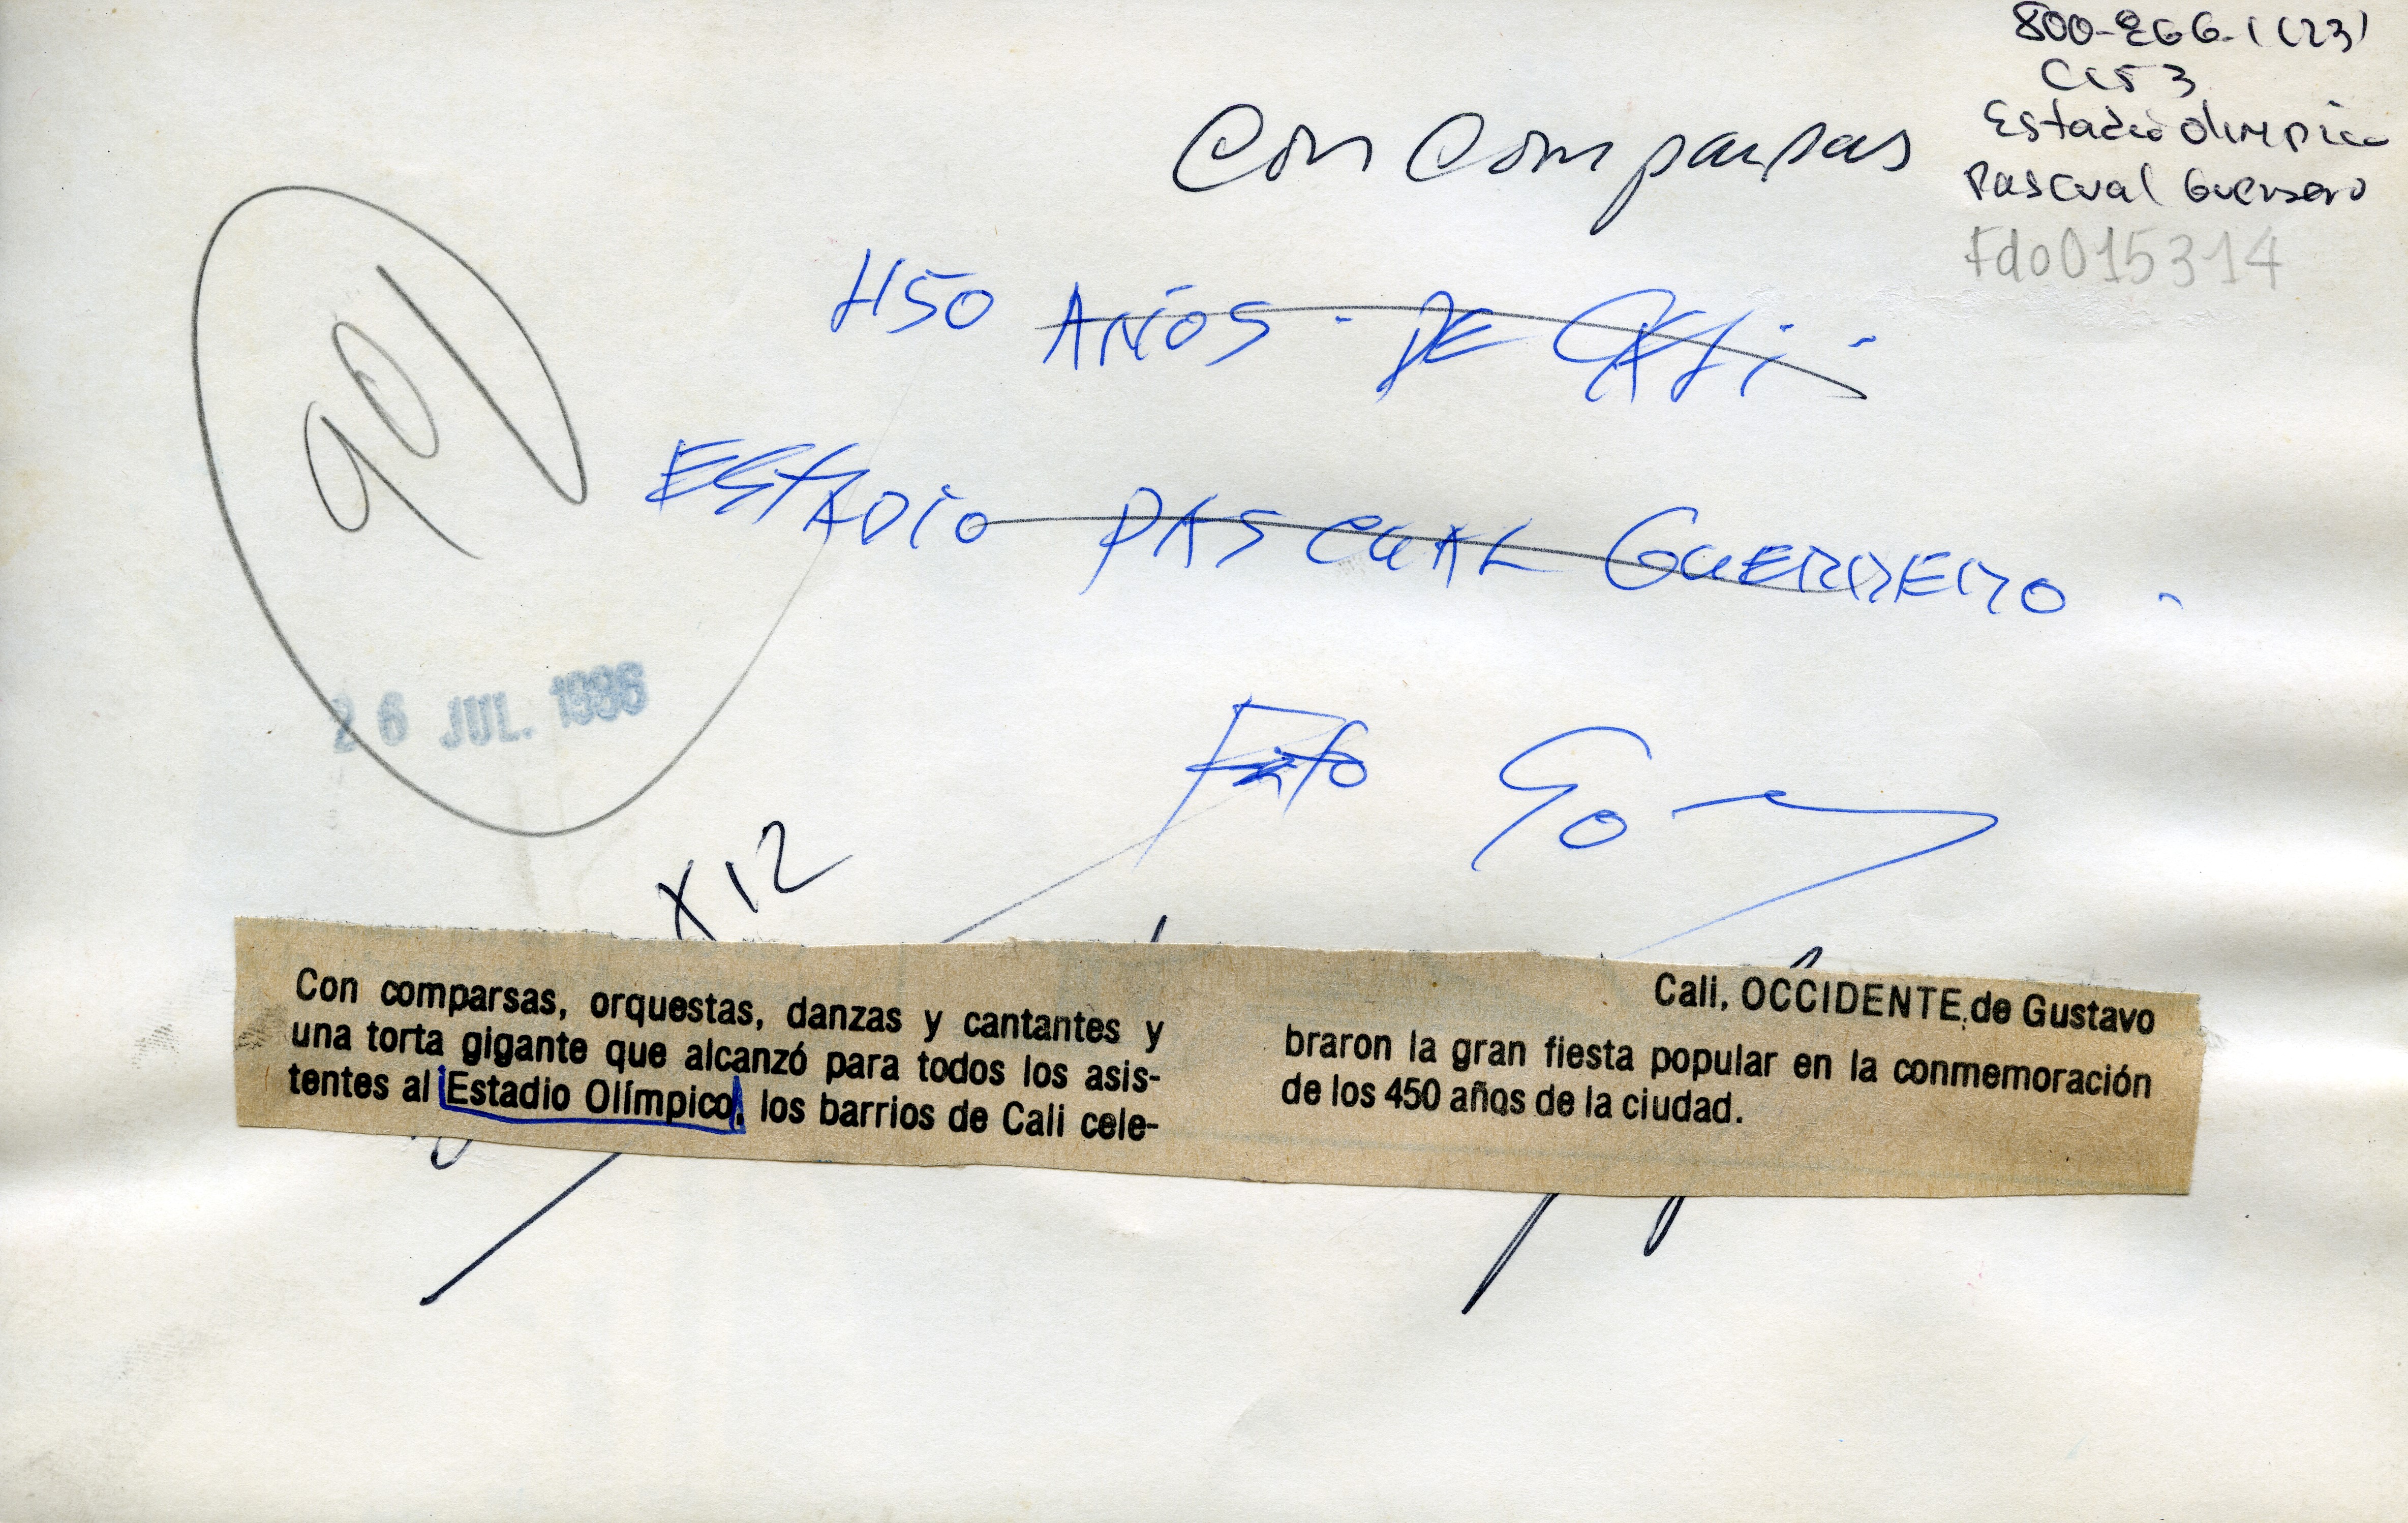 800-266-1 (23)
Estadio Olimpico
Pascual Guerrero
Fdo015314
Con Comparsas
450 AÑOS - DE CALI -
ESTADIO PASCUAL GUERRERO -
901
26 JUL. 1986
Foto
X12
Con comparsas, orquestas, danzas y cantantes y
una torta gigante que alcanzó para todos los asis-
tentes al Estadio Olímpico, los barrios de Cali cele-
Cali, OCCIDENTE, de Gustavo
braron la gran fiesta popular en la conmemoración
de los 450 años de la ciudad.